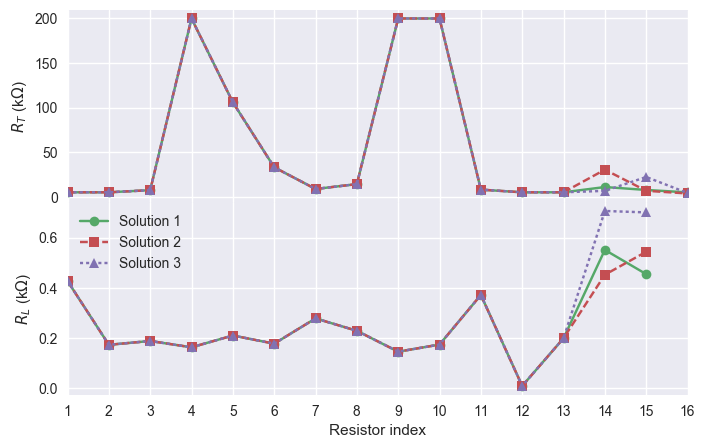 200
150
100
50
0
R_T (kΩ)
Solution 1
Solution 2
Solution 3
0.6
0.4
0.2
0.0
R_L (kΩ)
1 2 3 4 5 6 7 8 9 10 11 12 13 14 15 16
Resistor index